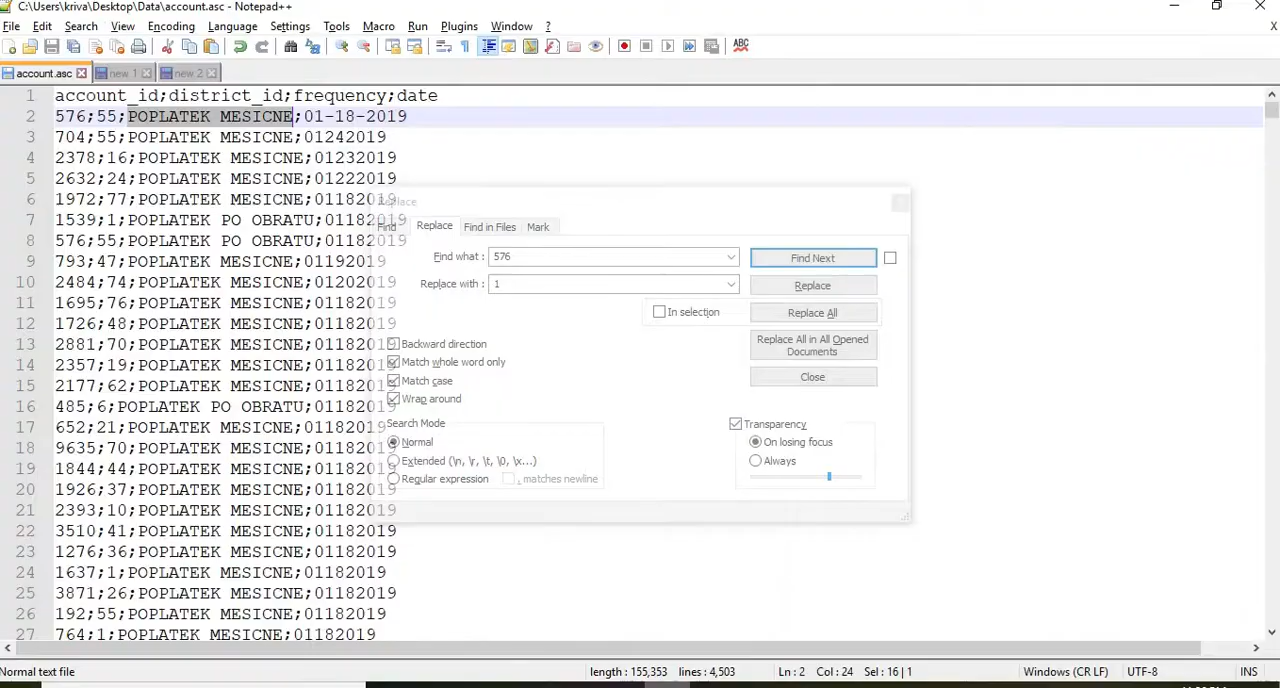 C:\Users\kriva\Desktop\Data\account.asc - Notepad++
File Edit Search View Encoding Language Settings Tools Macro Run Plugins Window ? X
ABC
account.asc new 1 new 2
1 account_id;district_id;frequency;date
2 576;55;POPLATEK MESICNE;01-18-2019
3 704;55;POPLATEK MESICNE;01242019
4 2378;16;POPLATEK MESICNE;01232019
5 2632;24;POPLATEK MESICNE;01222019
6 1972;77;POPLATEK MESICNE;01182019
7 1539;1;POPLATEK PO OBRATU;01182019
8 576;55;POPLATEK PO OBRATU;01182019
9 793;47;POPLATEK MESICNE;01192019
10 2484;74;POPLATEK MESICNE;01202019
11 1695;76;POPLATEK MESICNE;01182019
12 1726;48;POPLATEK MESICNE;01182019
13 2881;70;POPLATEK MESICNE;01182019
14 2357;19;POPLATEK MESICNE;01182019
15 2177;62;POPLATEK MESICNE;01182019
16 485;6;POPLATEK PO OBRATU;01182019
17 652;21;POPLATEK MESICNE;01182019
18 9635;70;POPLATEK MESICNE;01182019
19 1844;44;POPLATEK MESICNE;01182019
20 1926;37;POPLATEK MESICNE;01182019
21 2393;10;POPLATEK MESICNE;01182019
22 3510;41;POPLATEK MESICNE;01182019
23 1276;36;POPLATEK MESICNE;01182019
24 1637;1;POPLATEK MESICNE;01182019
25 3871;26;POPLATEK MESICNE;01182019
26 192;55;POPLATEK MESICNE;01182019
27 764;1;POPLATEK MESICNE;01182019
Replace
Find Replace Find in Files Mark
Find what : 576 Find Next
Replace with : 1 Replace
In selection Replace All
Replace All in All Opened
Documents
Backward direction
Match whole word only
Close
Match case
Wrap around
Search Mode
Normal
Extended (\n, \r, \t, \0, \x...)
Regular expression . matches newline
Transparency
On losing focus
Always
Normal text file length : 155,353 lines : 4,503 Ln : 2 Col : 24 Sel : 16 | 1 Windows (CR LF) UTF-8 INS